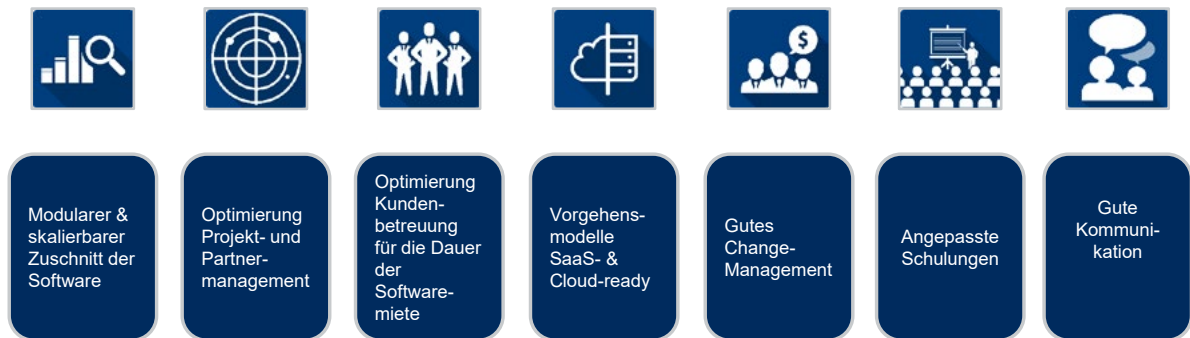 Modularer &
skalierbarer
Zuschnitt der
Software
Optimierung
Projekt- und
Partner-
management
Optimierung
Kunden-
betreuung
für die Dauer
der
Software-
miete
Vorgehens-
modelle
SaaS- &
Cloud-ready
Gutes
Change-
Management
Angepasste
Schulungen
Gute
Kommuni-
kation
$